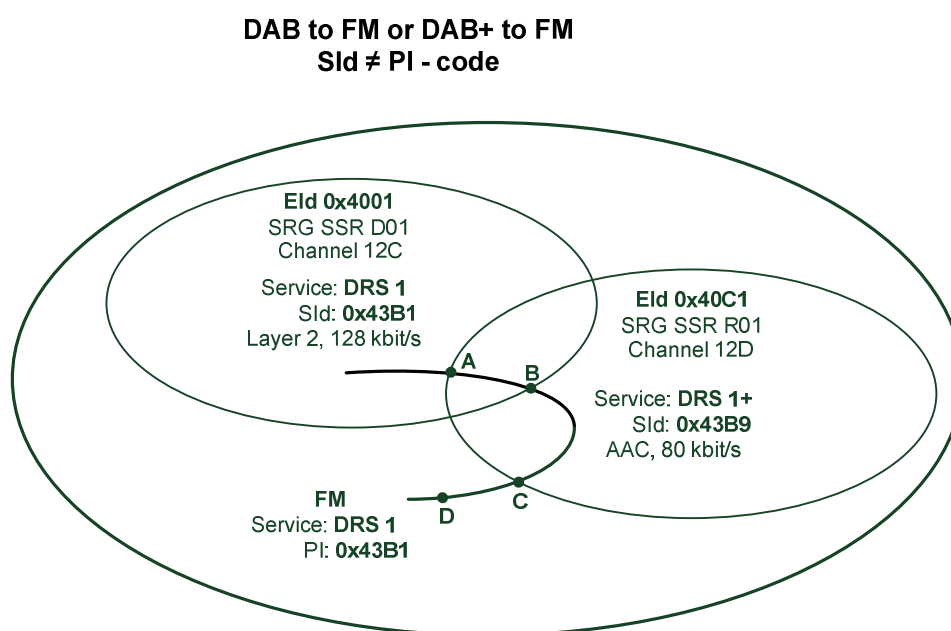 DAB to FM or DAB+ to FM
SId ≠ PI - code
EId 0x4001
SRG SSR D01
Channel 12C
Service: DRS 1
SId: 0x43B1
Layer 2, 128 kbit/s
EId 0x40C1
SRG SSR R01
Channel 12D
Service: DRS 1+
SId: 0x43B9
AAC, 80 kbit/s
A
B
C
D
FM
Service: DRS 1
PI: 0x43B1